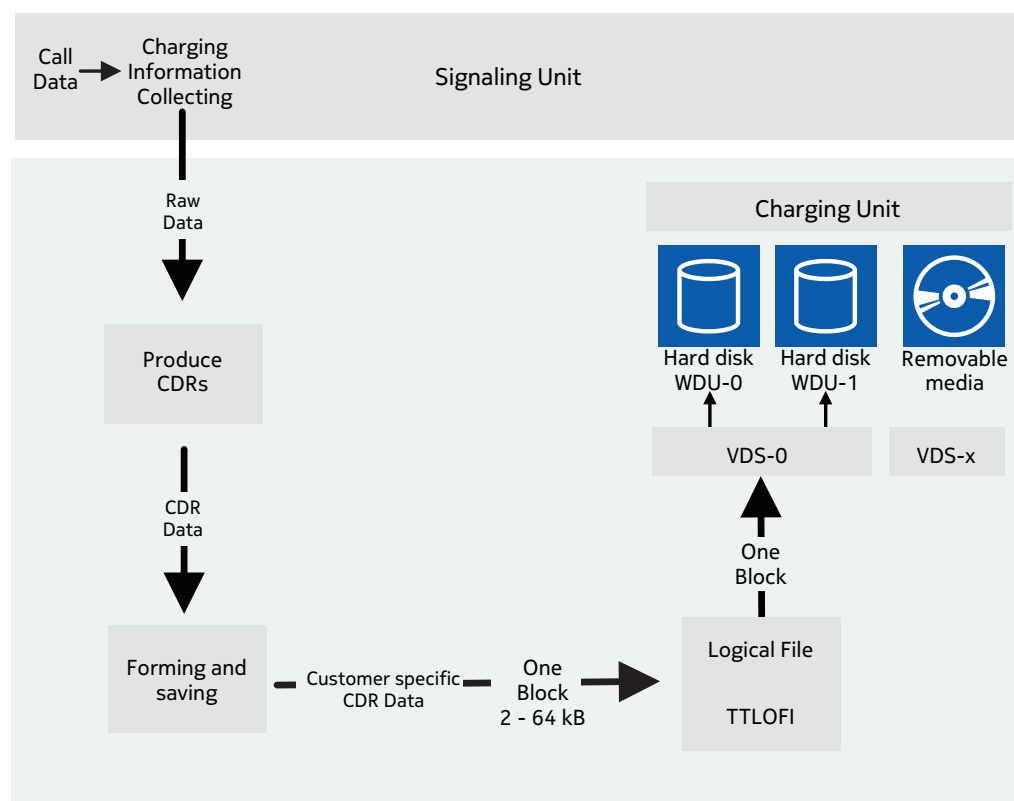 Call
Data
Charging
Information
Collecting
Signaling Unit
Raw
Data
Charging Unit
Produce
CDRs
Hard disk
WDU-0
Hard disk
WDU-1
Removable
media
VDS-0
VDS-x
CDR
Data
One
Block
Forming and
saving
Customer specific
CDR Data
One
Block
2 - 64 kB
Logical File
TTLOFI